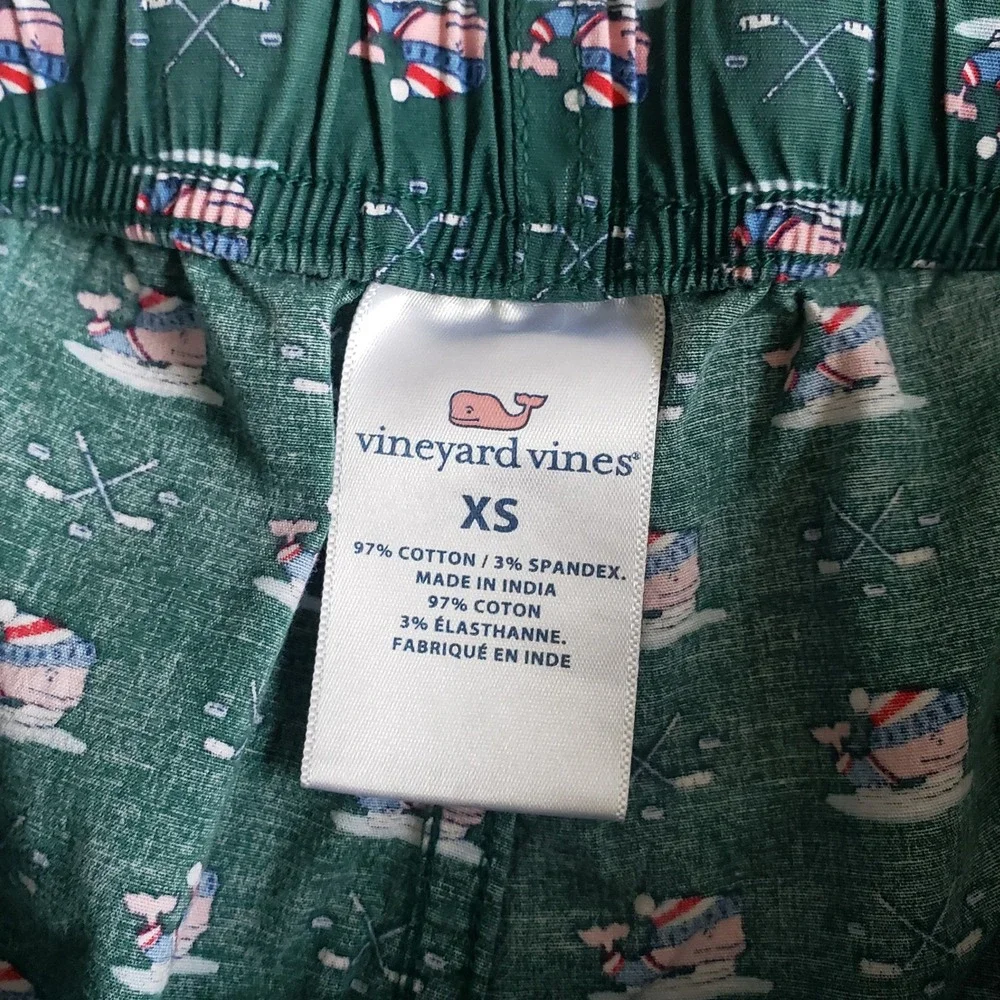 vineyard vines®
XS
97% COTTON / 3% SPANDEX.
MADE IN INDIA
97% COTON
3% ÉLASTHANNE.
FABRIQUÉ EN INDE